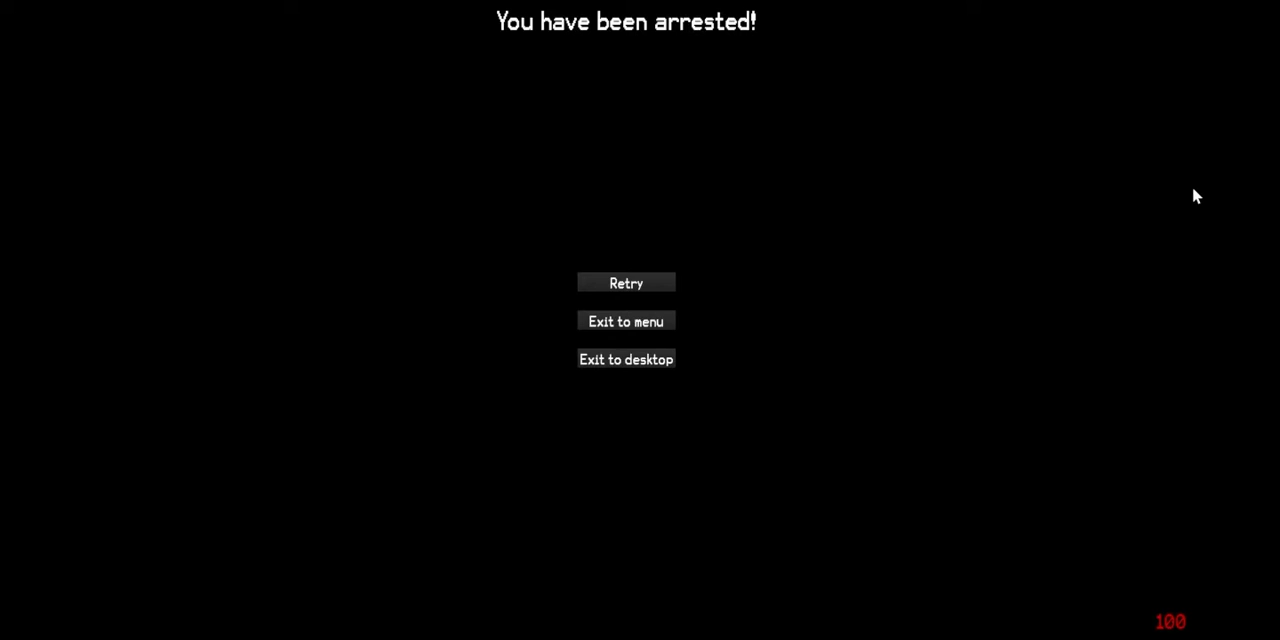 You have been arrested!
Retry
Exit to menu
Exit to desktop
100